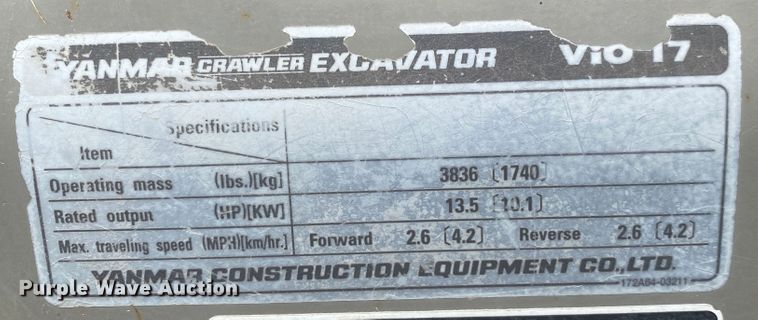 YANMAR CRAWLER EXCAVATOR ViO 17
Specifications
Item
Operating mass (lbs.)[kg] 3836 [1740]
Rated output (HP)[KW] 13.5 [10.1]
Max. traveling speed (MPH)[km/hr.] Forward 2.6 [4.2] Reverse 2.6 [4.2]
YANMAR CONSTRUCTION EQUIPMENT CO.,LTD.
172A64-03211
Purple Wave Auction